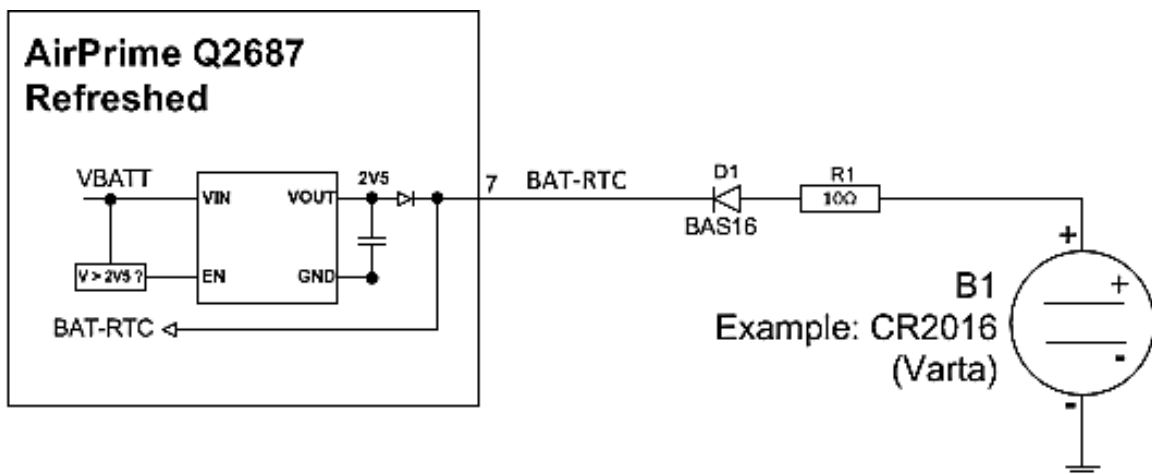 AirPrime Q2687
Refreshed
VBATT
VIN
VOUT
2V5
7
BAT-RTC
D1
BAS16
R1
10Ω
V > 2V5 ?
EN
GND
BAT-RTC
+
+
-
-
B1
Example: CR2016
(Varta)